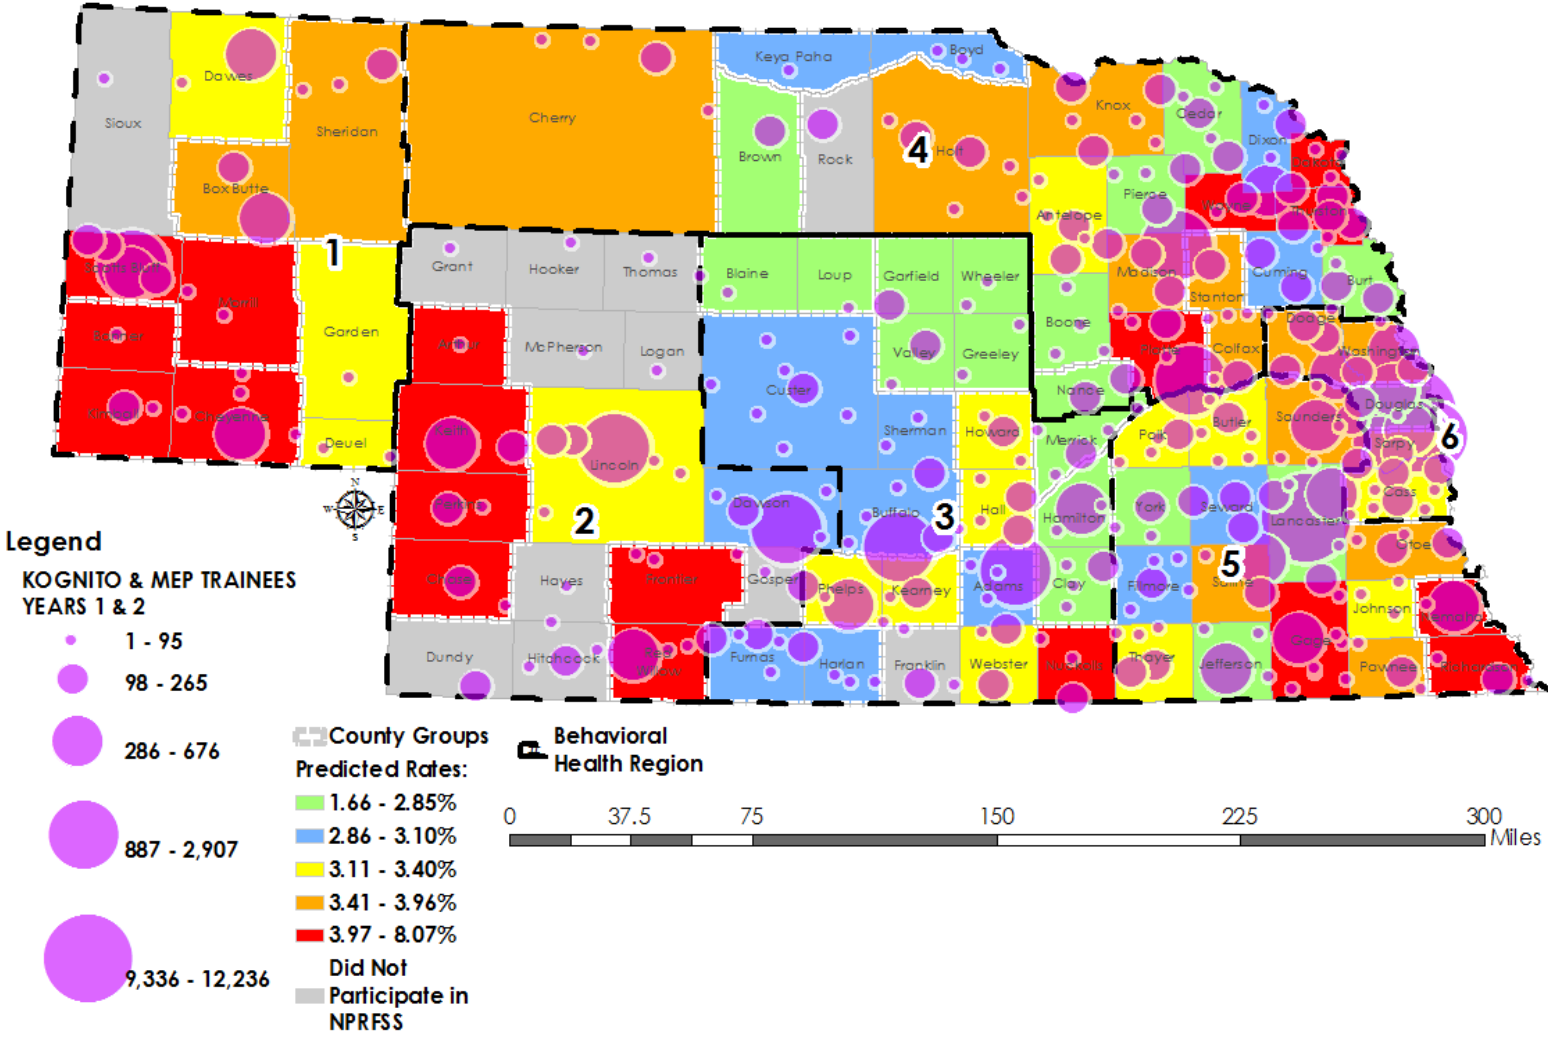 Keya Paha
Boyd
Dawes
Knox
Cedar
Sioux
Sheridan
Cherry
Dixon
Brown
Rock
4
Holt
Dakota
Box Butte
Pierce
Wayne
Thurston
Antelope
1
Grant
Hooker
Thomas
Blaine
Loup
Garfield
Wheeler
Madison
Stanton
Cuming
Burt
Scotts Bluff
Morrill
Garden
Banner
Arthur
McPherson
Logan
Valley
Greeley
Boone
Platte
Colfax
Dodge
Washington
Custer
Nance
Kimball
Cheyenne
Deuel
Keith
Lincoln
Sherman
Howard
Merrick
Polk
Butler
Saunders
Douglas
Sarpy
6
N
W
E
S
Perkins
2
Dawson
Buffalo
3
Hall
Hamilton
York
Seward
Lancaster
Cass
Otoe
Chase
Hayes
Frontier
Gosper
Phelps
Kearney
Adams
Clay
Fillmore
Saline
5
Johnson
Nemaha
Dundy
Hitchcock
Red
Willow
Furnas
Harlan
Franklin
Webster
Nuckolls
Thayer
Jefferson
Gage
Pawnee
Richardson
Legend
KOGNITO & MEP TRAINEES
YEARS 1 & 2
1 - 95
98 - 265
286 - 676
887 - 2,907
9,336 - 12,236
County Groups
Predicted Rates:
1.66 - 2.85%
2.86 - 3.10%
3.11 - 3.40%
3.41 - 3.96%
3.97 - 8.07%
Did Not
Participate in
NPRFSS
Behavioral
Health Region
0 37.5 75 150 225 300
Miles